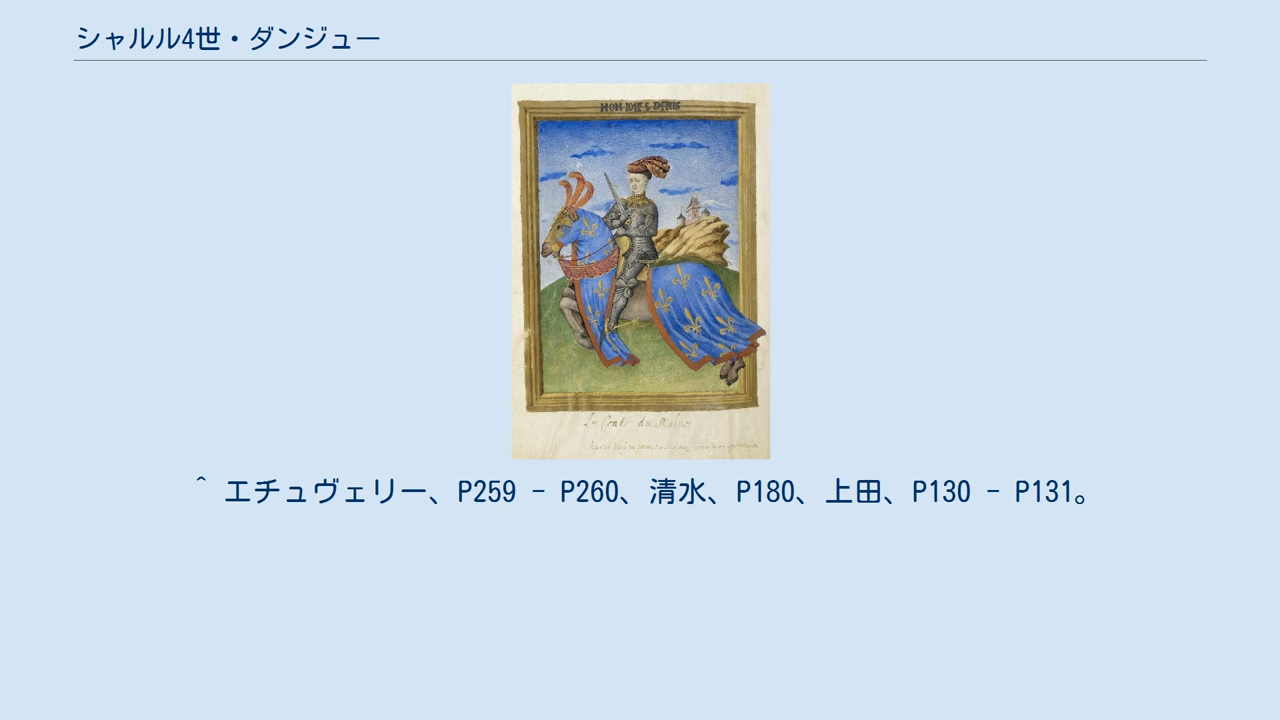 シャルル4世・ダンジュー
^ エチュヴェリー、P259 - P260、清水、P180、上田、P130 - P131。